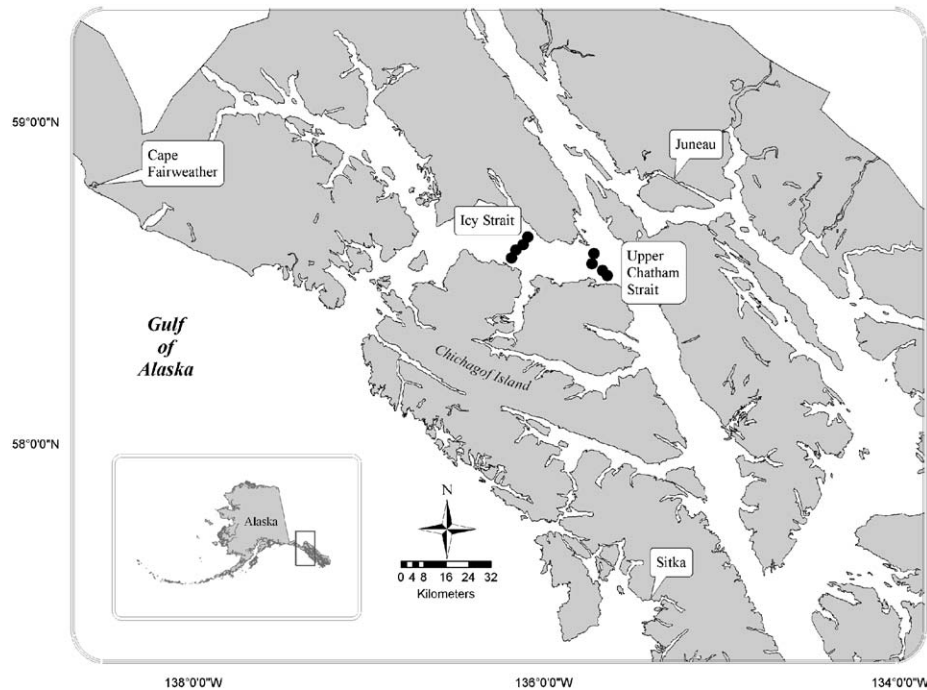 59°0'0"N
Cape
Fairweather
Juneau
Icy Strait
Upper
Chatham
Strait
Gulf
of
Alaska
Chichagof Island
58°0'0"N
Alaska
N
0 4 8 16 24 32
Kilometers
Sitka
138°0'0"W
136°0'0"W
134°0'0"W